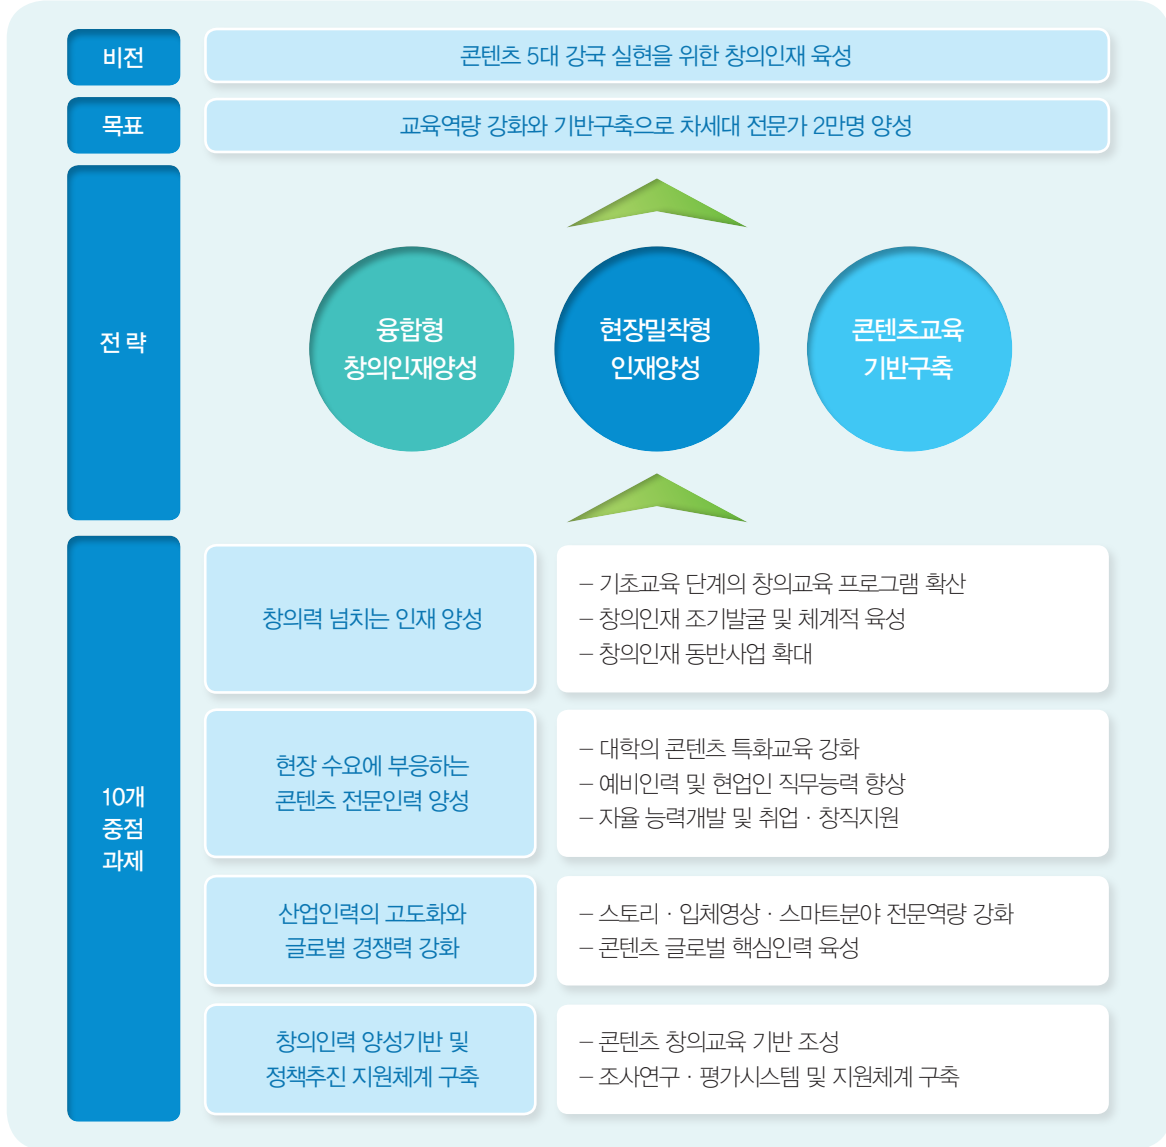 비전
콘텐츠 5대 강국 실현을 위한 창의인재 육성
목표
교육역량 강화와 기반구축으로 차세대 전문가 2만명 양성
전 략
융합형
창의인재양성
현장밀착형
인재양성
콘텐츠교육
기반구축
10개
중점
과제
창의력 넘치는 인재 양성
– 기초교육 단계의 창의교육 프로그램 확산
– 창의인재 조기발굴 및 체계적 육성
– 창의인재 동반사업 확대
현장 수요에 부응하는
콘텐츠 전문인력 양성
– 대학의 콘텐츠 특화교육 강화
– 예비인력 및 현업인 직무능력 향상
– 자율 능력개발 및 취업 · 창직지원
산업인력의 고도화와
글로벌 경쟁력 강화
– 스토리 · 입체영상 · 스마트분야 전문역량 강화
– 콘텐츠 글로벌 핵심인력 육성
창의인력 양성기반 및
정책추진 지원체계 구축
– 콘텐츠 창의교육 기반 조성
– 조사연구 · 평가시스템 및 지원체계 구축